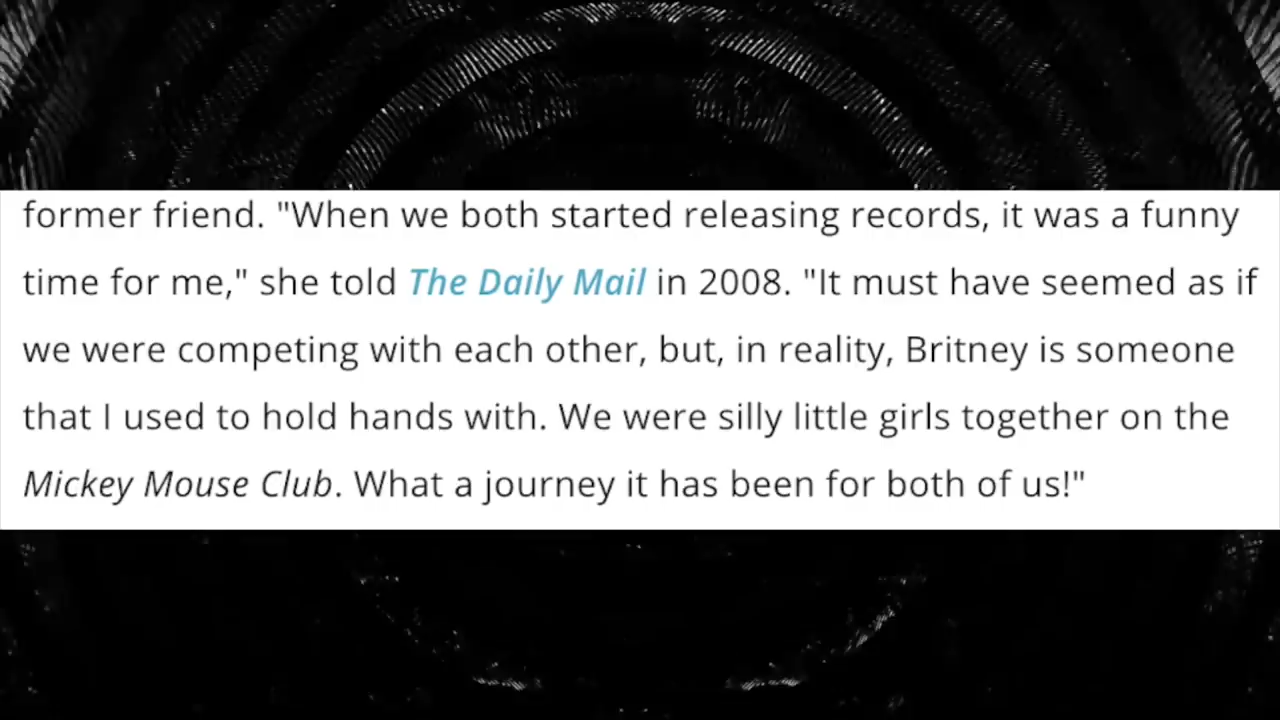 former friend. "When we both started releasing records, it was a funny
time for me," she told The Daily Mail in 2008. "It must have seemed as if
we were competing with each other, but, in reality, Britney is someone
that I used to hold hands with. We were silly little girls together on the
Mickey Mouse Club. What a journey it has been for both of us!"